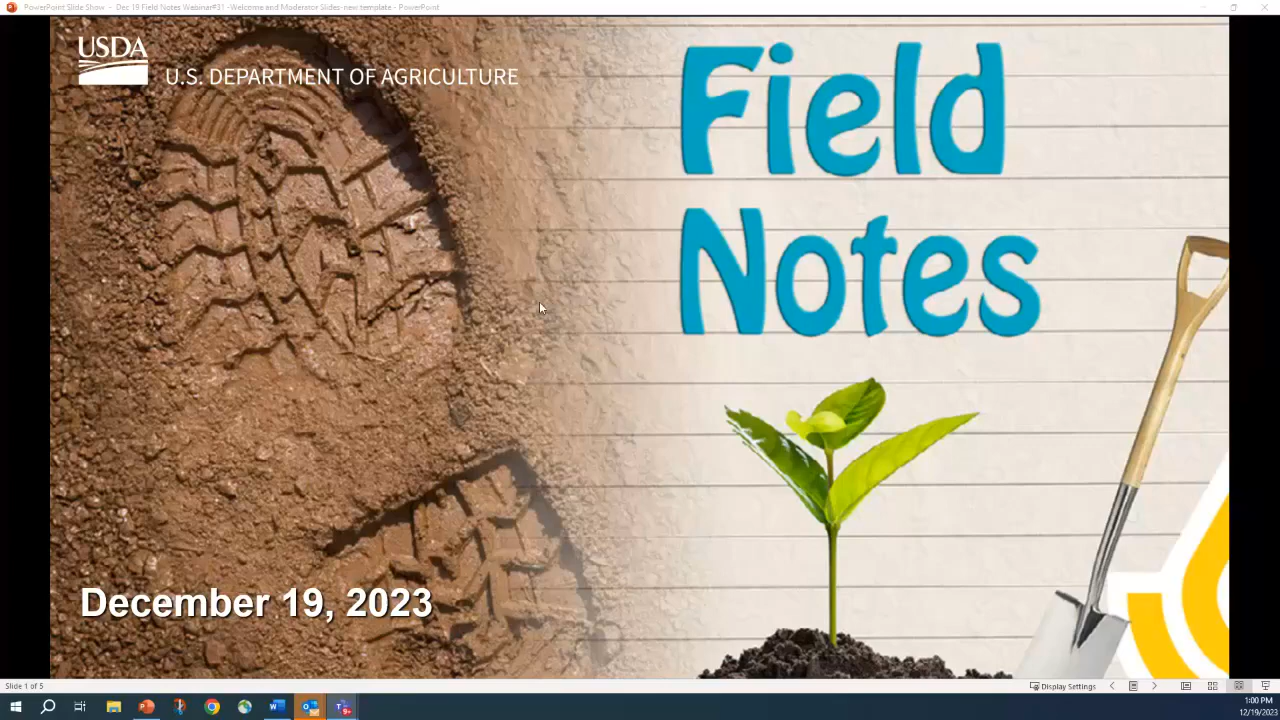 PowerPoint Slide Show - Dec 19 Field Notes Webinar#31 -Welcome and Moderator Slides-new template - PowerPoint
USDA
U.S. DEPARTMENT OF AGRICULTURE
Field
Notes
December 19, 2023
Slide 1 of 5
Display Settings
1:00 PM
12/19/2023